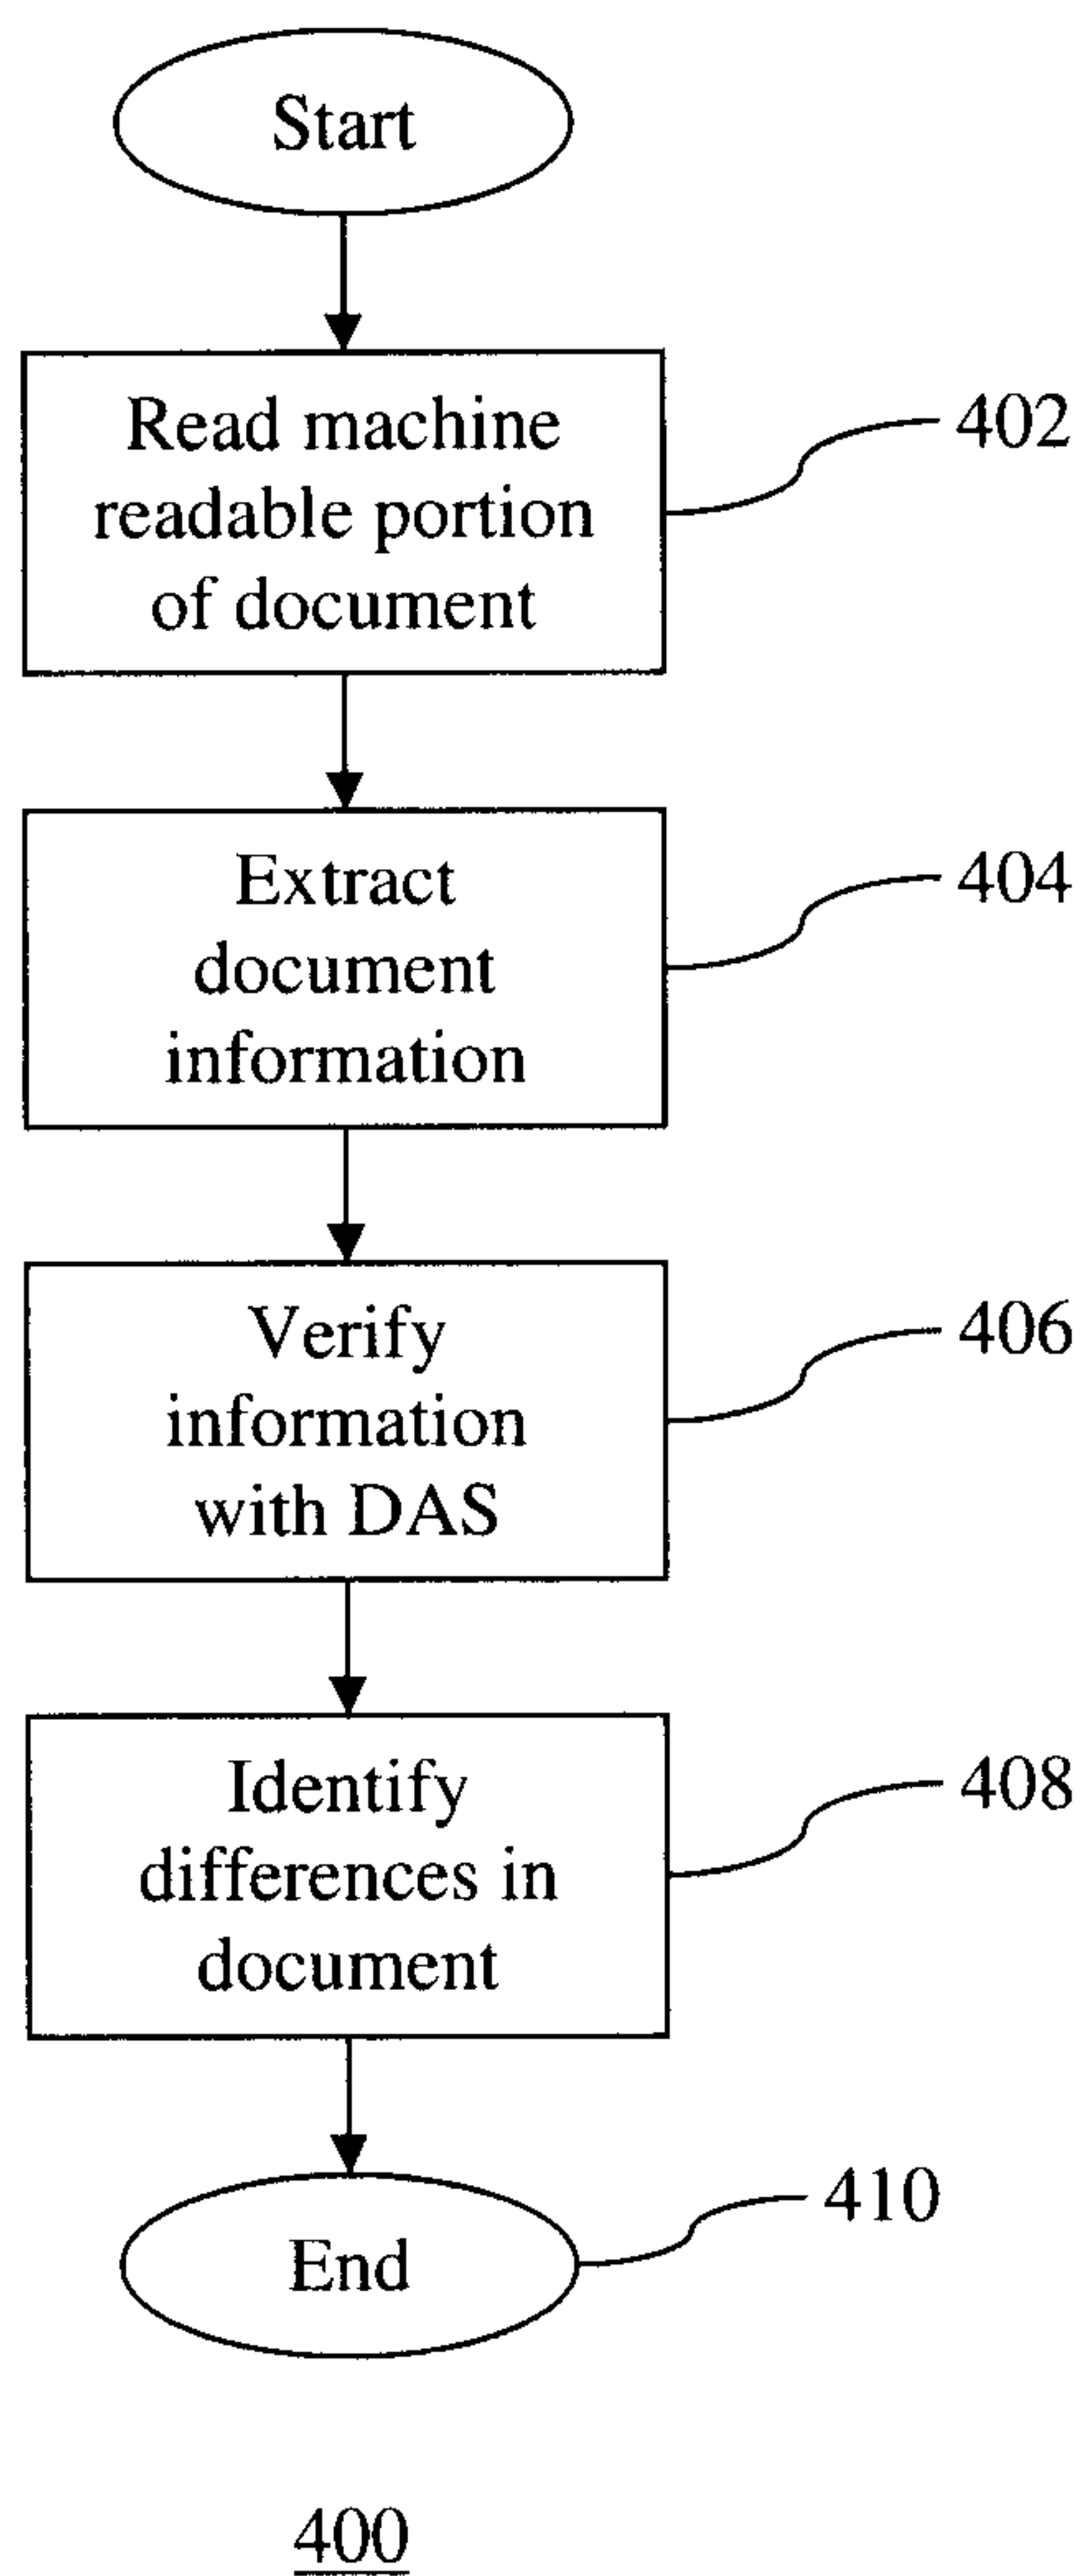 Start
Read machine
readable portion
of document
402
Extract
document
information
404
Verify
information
with DAS
406
Identify
differences in
document
408
End
410
400